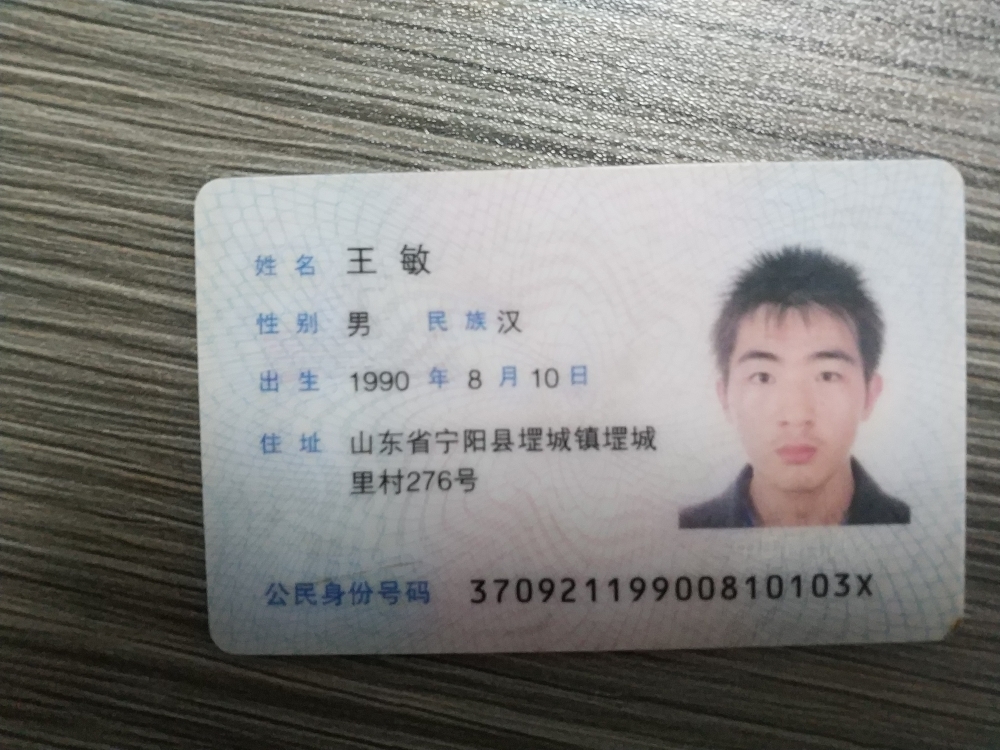 姓名 王敏
性别 男 民族 汉
出生 1990 年 8 月 10 日
住址 山东省宁阳县堽城镇堽城
里村276号
公民身份号码 37092119900810103X